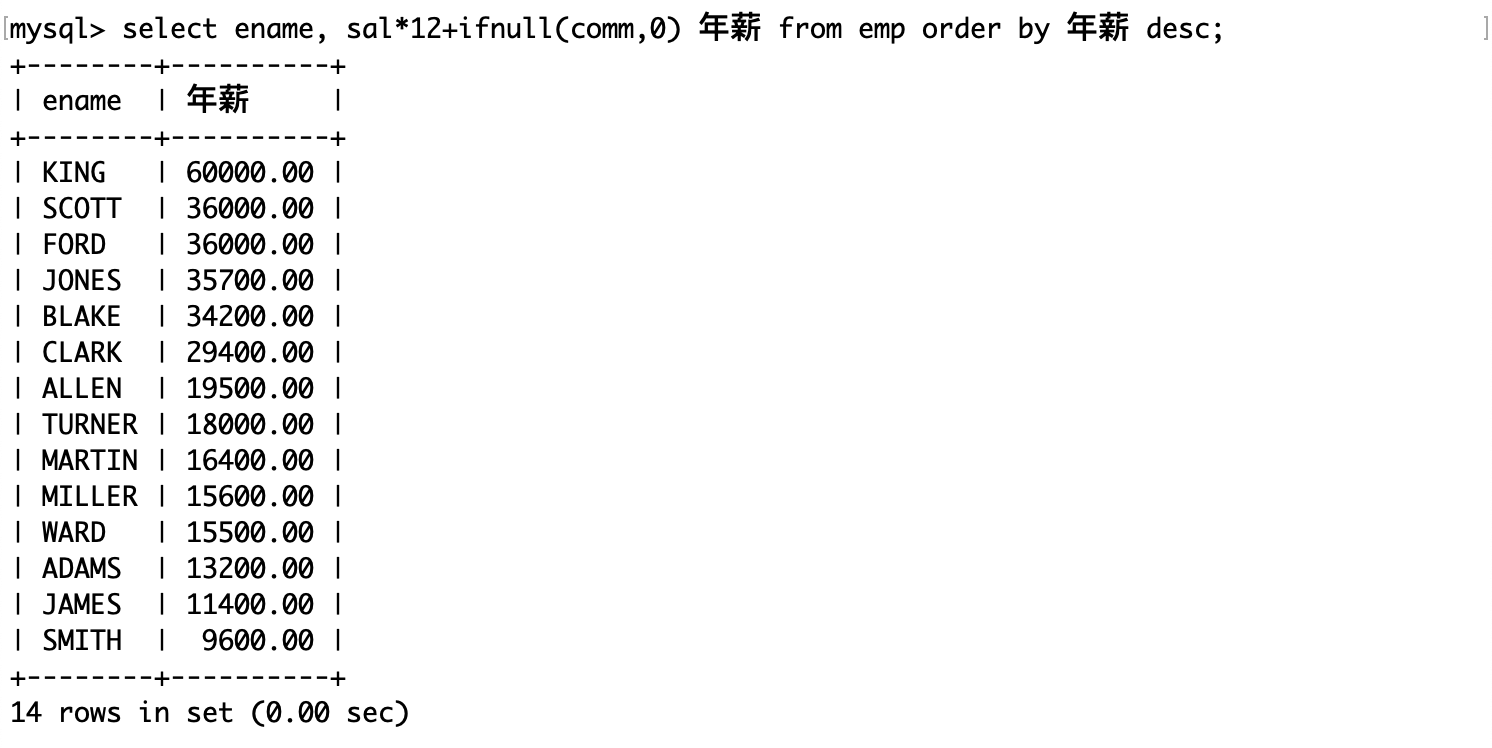 [mysql> select ename, sal*12+ifnull(comm,0) 年薪 from emp order by 年薪 desc; ]
+--------+----------+
| ename  | 年薪     |
+--------+----------+
| KING   | 60000.00 |
| SCOTT  | 36000.00 |
| FORD   | 36000.00 |
| JONES  | 35700.00 |
| BLAKE  | 34200.00 |
| CLARK  | 29400.00 |
| ALLEN  | 19500.00 |
| TURNER | 18000.00 |
| MARTIN | 16400.00 |
| MILLER | 15600.00 |
| WARD   | 15500.00 |
| ADAMS  | 13200.00 |
| JAMES  | 11400.00 |
| SMITH  |  9600.00 |
+--------+----------+
14 rows in set (0.00 sec)